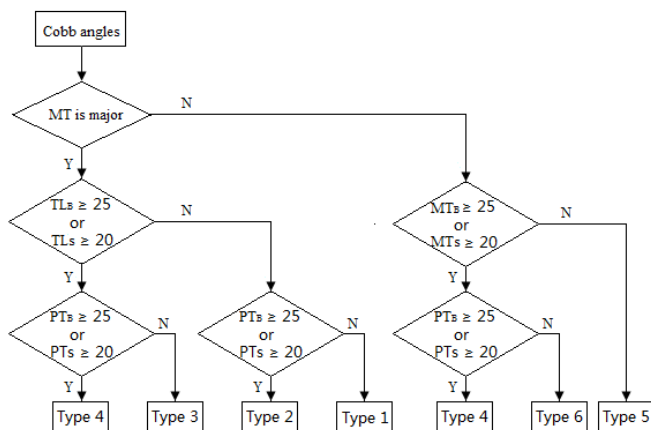 Cobb angles
MT is major
N
Y
TLB ≥ 25
or
TLs ≥ 20
N
Y
MTB ≥ 25
or
MTs ≥ 20
N
Y
PTB ≥ 25
or
PTs ≥ 20
N
Y
PTB ≥ 25
or
PTs ≥ 20
N
Y
PTB ≥ 25
or
PTs ≥ 20
N
Y
Type 4
Type 3
Type 2
Type 1
Type 4
Type 6
Type 5